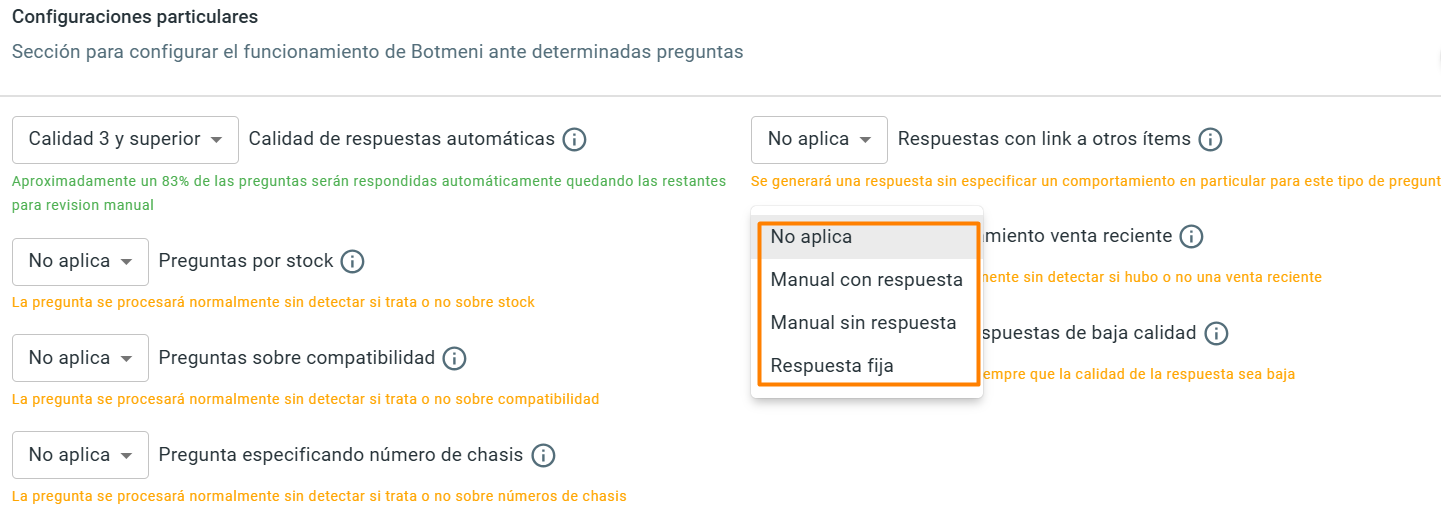 Configuraciones particulares
Sección para configurar el funcionamiento de Botmeni ante determinadas preguntas
Calidad 3 y superior
Calidad de respuestas automáticas
Aproximadamente un 83% de las preguntas serán respondidas automáticamente quedando las restantes
para revision manual
No aplica
Preguntas por stock
La pregunta se procesará normalmente sin detectar si trata o no sobre stock
No aplica
Preguntas sobre compatibilidad
La pregunta se procesará normalmente sin detectar si trata o no sobre compatibilidad
No aplica
Pregunta especificando número de chasis
La pregunta se procesará normalmente sin detectar si trata o no sobre números de chasis
No aplica
Respuestas con link a otros ítems
Se generará una respuesta sin especificar un comportamiento en particular para este tipo de pregunt
No aplica
Manual con respuesta
Manual sin respuesta
Respuesta fija
miento venta reciente
mente sin detectar si hubo o no una venta reciente
spuestas de baja calidad
empre que la calidad de la respuesta sea baja